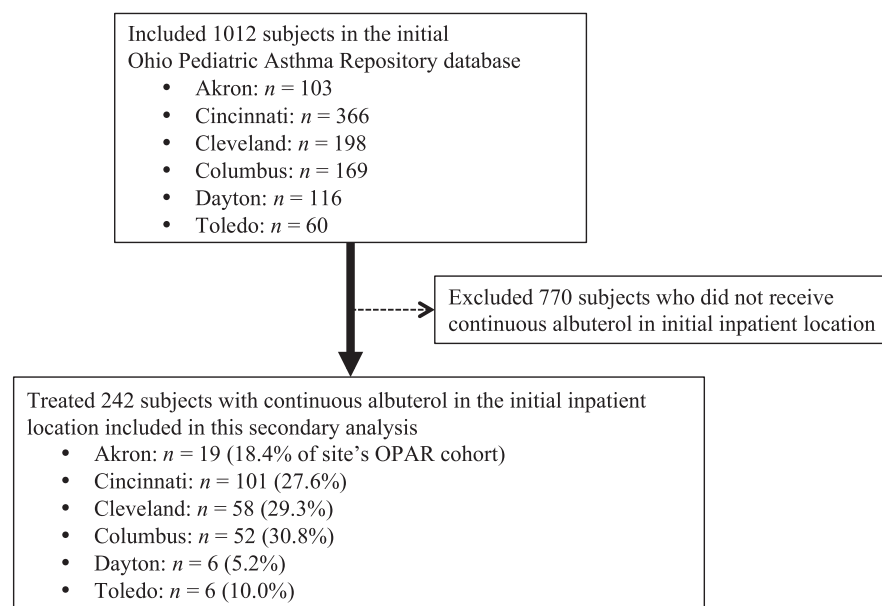 Included 1012 subjects in the initial
Ohio Pediatric Asthma Repository database
• Akron: n = 103
• Cincinnati: n = 366
• Cleveland: n = 198
• Columbus: n = 169
• Dayton: n = 116
• Toledo: n = 60
Excluded 770 subjects who did not receive
continuous albuterol in initial inpatient location
Treated 242 subjects with continuous albuterol in the initial inpatient
location included in this secondary analysis
• Akron: n = 19 (18.4% of site's OPAR cohort)
• Cincinnati: n = 101 (27.6%)
• Cleveland: n = 58 (29.3%)
• Columbus: n = 52 (30.8%)
• Dayton: n = 6 (5.2%)
• Toledo: n = 6 (10.0%)